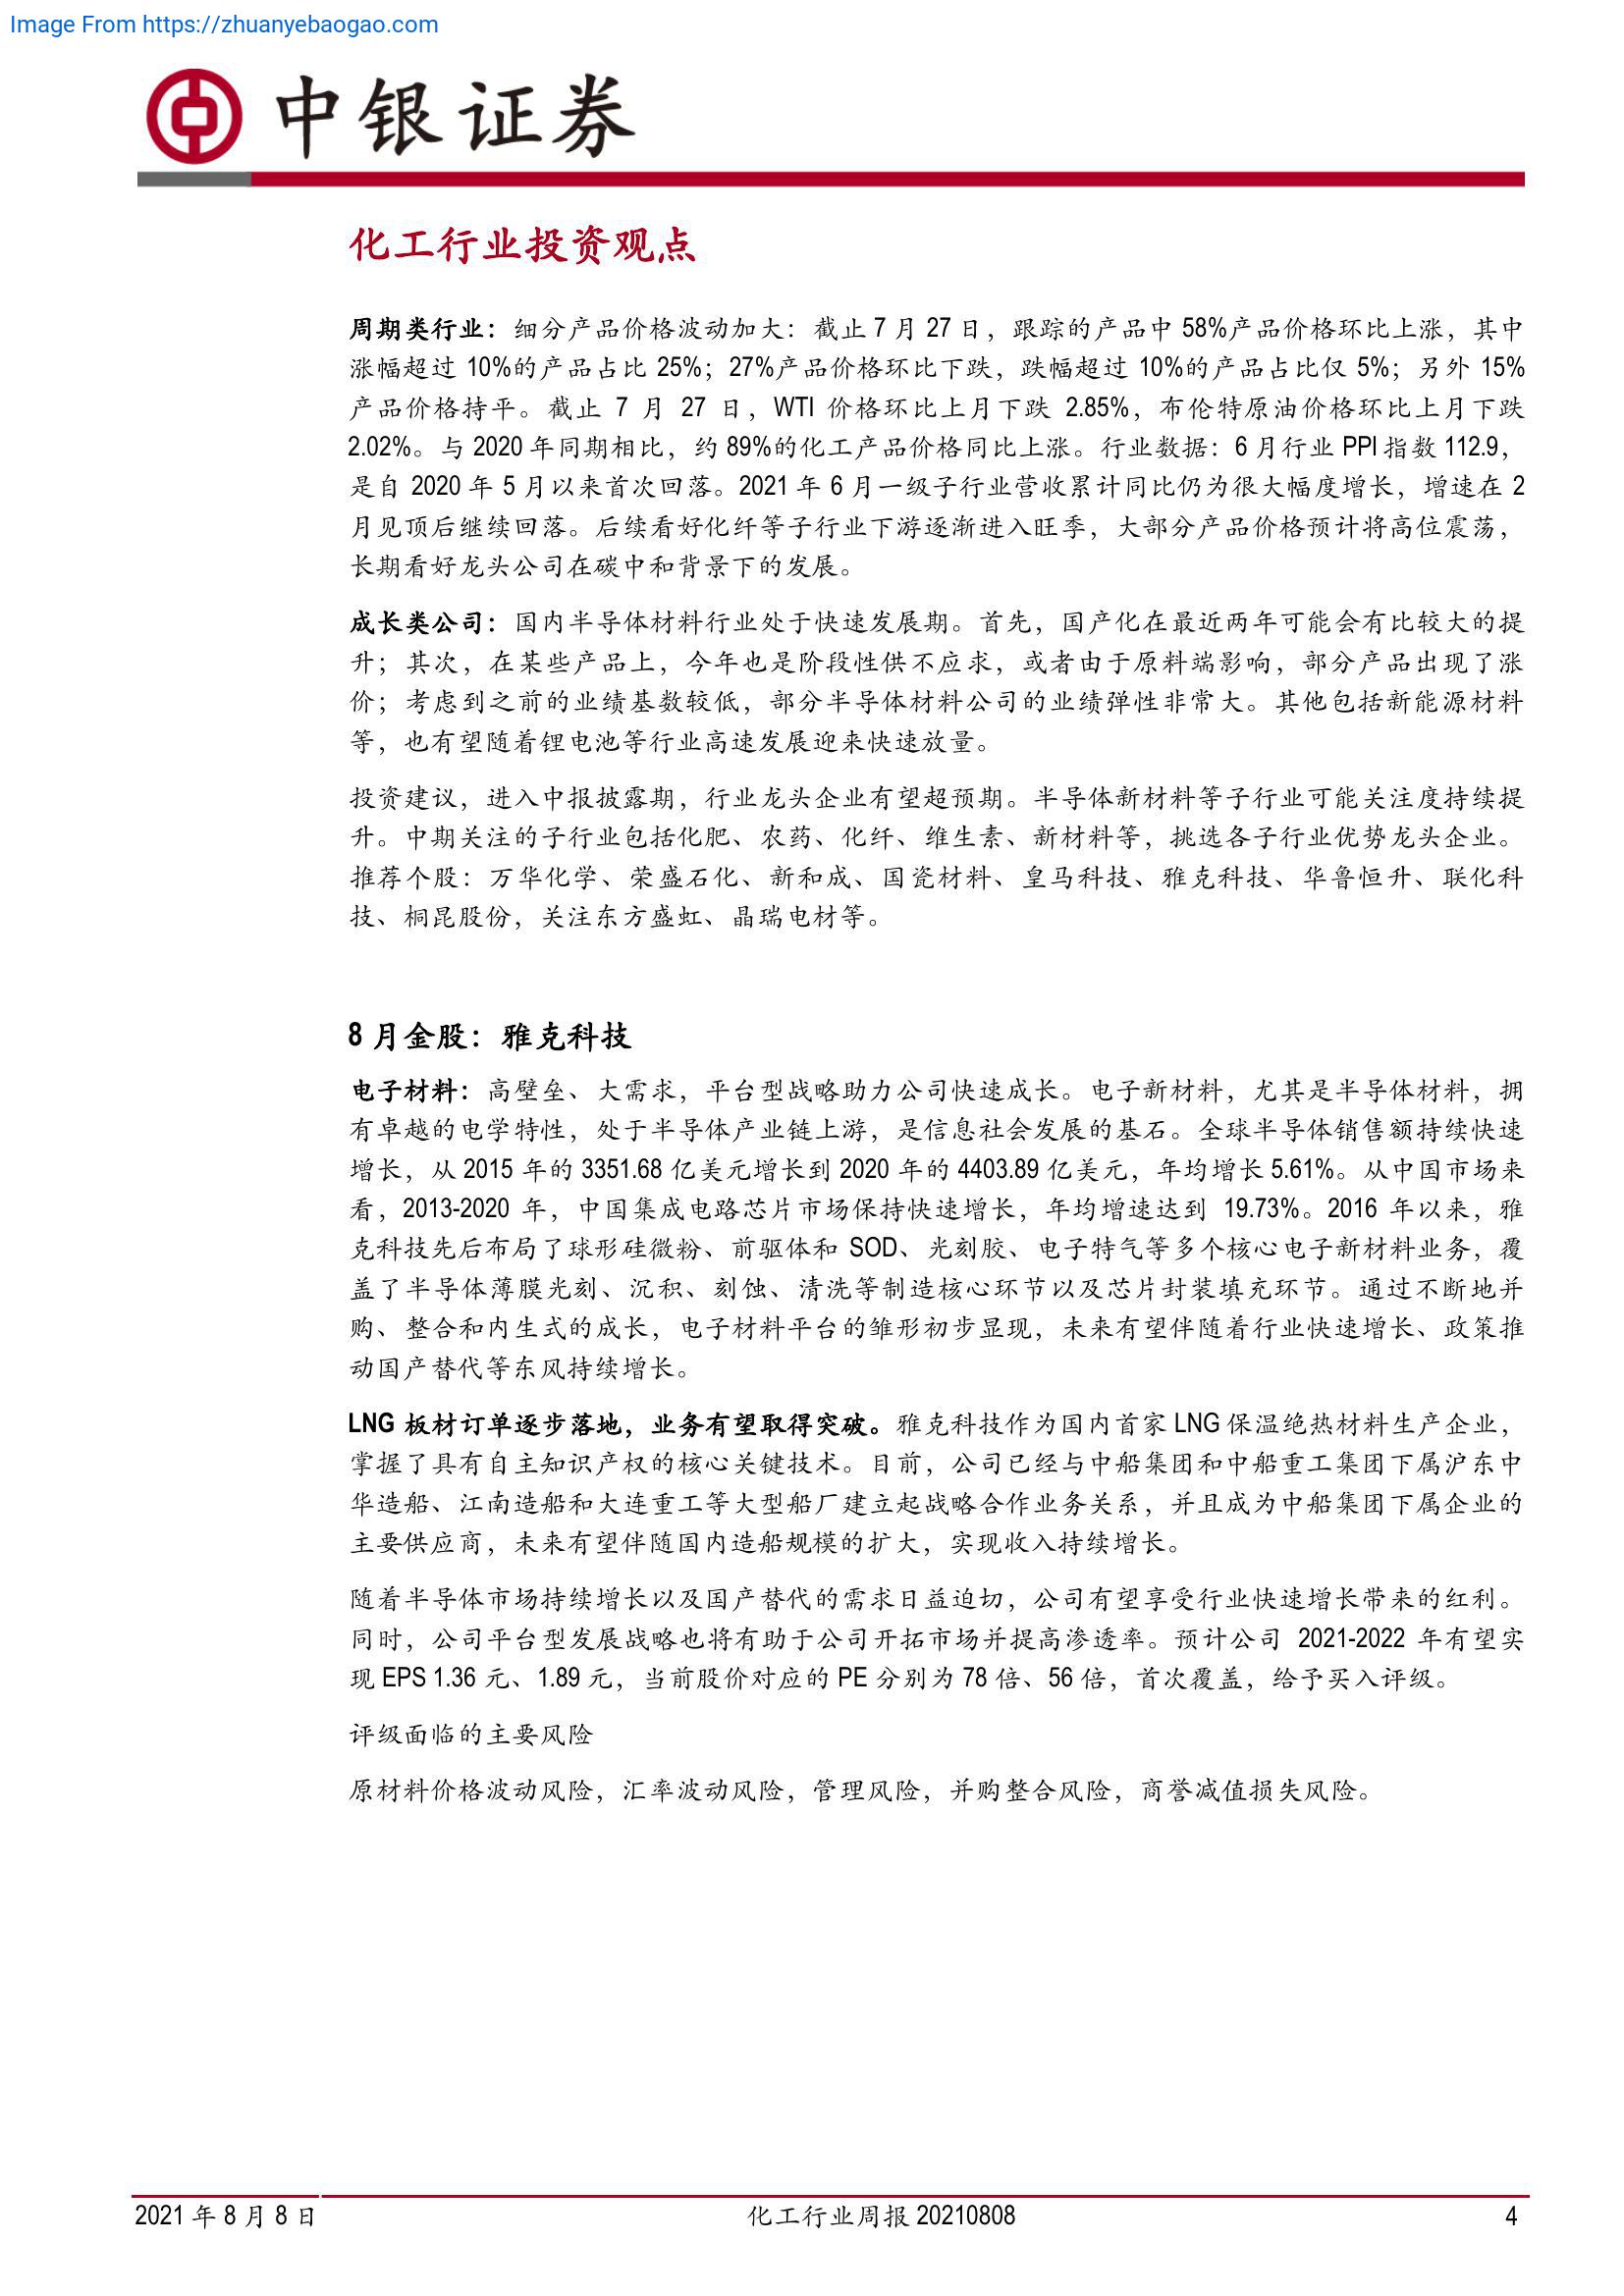 Image From https://zhuanyebaogao.com
中银证券
化工行业投资观点
周期类行业：细分产品价格波动加大：截止 7 月 27 日，跟踪的产品中 58%产品价格环比上涨，其中
涨幅超过 10%的产品占比 25%；27%产品价格环比下跌，跌幅超过 10%的产品占比仅 5%；另外 15%
产品价格持平。截止 7 月 27 日，WTI 价格环比上月下跌 2.85%，布伦特原油价格环比上月下跌
2.02%。与 2020 年同期相比，约 89%的化工产品价格同比上涨。行业数据：6 月行业 PPI 指数 112.9，
是自 2020 年 5 月以来首次回落。2021 年 6 月一级子行业营收累计同比仍为很大幅度增长，增速在 2
月见顶后继续回落。后续看好化纤等子行业下游逐渐进入旺季，大部分产品价格预计将高位震荡，
长期看好龙头公司在碳中和背景下的发展。
成长类公司：国内半导体材料行业处于快速发展期。首先，国产化在最近两年可能会有比较大的提
升；其次，在某些产品上，今年也是阶段性供不应求，或者由于原料端影响，部分产品出现了涨
价；考虑到之前的业绩基数较低，部分半导体材料公司的业绩弹性非常大。其他包括新能源材料
等，也有望随着锂电池等行业高速发展迎来快速放量。
投资建议，进入中报披露期，行业龙头企业有望超预期。半导体新材料等子行业可能关注度持续提
升。中期关注的子行业包括化肥、农药、化纤、维生素、新材料等，挑选各子行业优势龙头企业。
推荐个股：万华化学、荣盛石化、新和成、国瓷材料、皇马科技、雅克科技、华鲁恒升、联化科
技、桐昆股份，关注东方盛虹、晶瑞电材等。
8 月金股：雅克科技
电子材料：高壁垒、大需求，平台型战略助力公司快速成长。电子新材料，尤其是半导体材料，拥
有卓越的电学特性，处于半导体产业链上游，是信息社会发展的基石。全球半导体销售额持续快速
增长，从 2015 年的 3351.68 亿美元增长到 2020 年的 4403.89 亿美元，年均增长 5.61%。从中国市场来
看，2013-2020 年，中国集成电路芯片市场保持快速增长，年均增速达到 19.73%。2016 年以来，雅
克科技先后布局了球形硅微粉、前驱体和 SOD、光刻胶、电子特气等多个核心电子新材料业务，覆
盖了半导体薄膜光刻、沉积、刻蚀、清洗等制造核心环节以及芯片封装填充环节。通过不断地并
购、整合和内生式的成长，电子材料平台的雏形初步显现，未来有望伴随着行业快速增长、政策推
动国产替代等东风持续增长。
LNG 板材订单逐步落地，业务有望取得突破。雅克科技作为国内首家 LNG 保温绝热材料生产企业，
掌握了具有自主知识产权的核心关键技术。目前，公司已经与中船集团和中船重工集团下属沪东中
华造船、江南造船和大连重工等大型船厂建立起战略合作业务关系，并且成为中船集团下属企业的
主要供应商，未来有望伴随国内造船规模的扩大，实现收入持续增长。
随着半导体市场持续增长以及国产替代的需求日益迫切，公司有望享受行业快速增长带来的红利。
同时，公司平台型发展战略也将有助于公司开拓市场并提高渗透率。预计公司 2021-2022 年有望实
现 EPS 1.36 元、1.89 元，当前股价对应的 PE 分别为 78 倍、56 倍，首次覆盖，给予买入评级。
评级面临的主要风险
原材料价格波动风险，汇率波动风险，管理风险，并购整合风险，商誉减值损失风险。
2021 年 8 月 8 日
化工行业周报 20210808
4